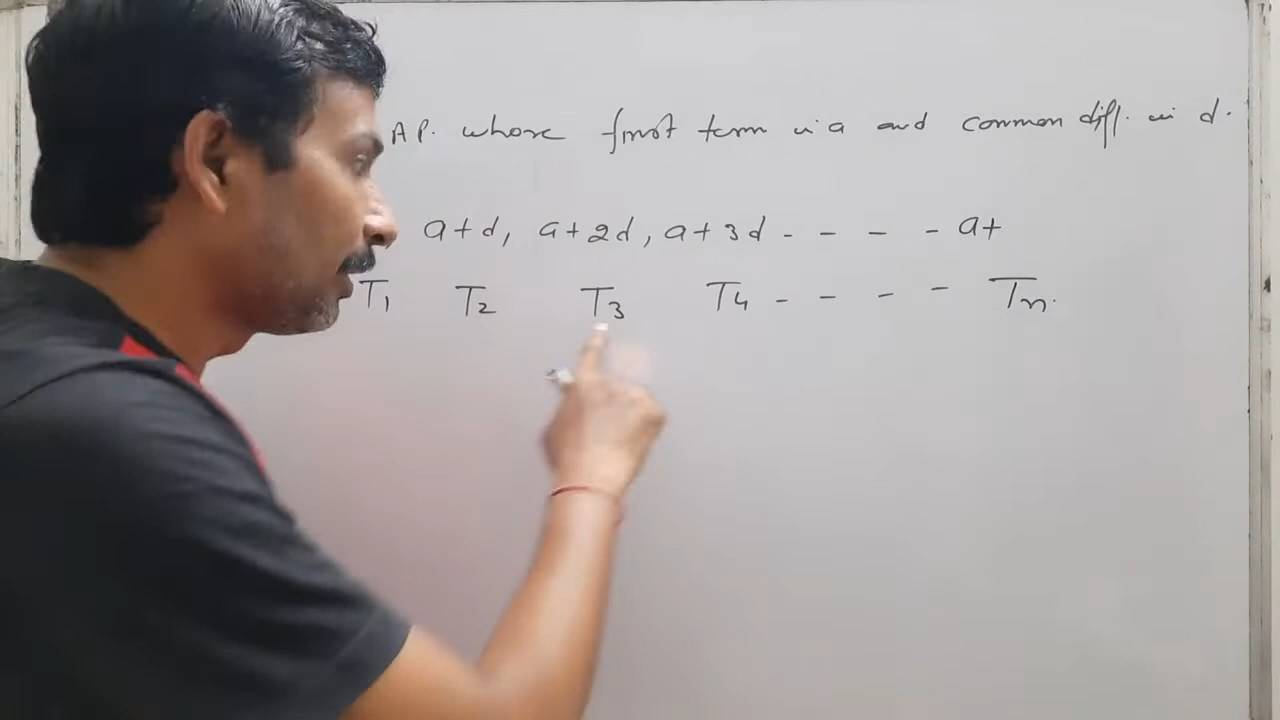 AP. whose first term is a and common diff. is d.
a+d, a+2d, a+3d - - - - a+
T₁ T₂ T₃ T₄ - - - - Tₙ.